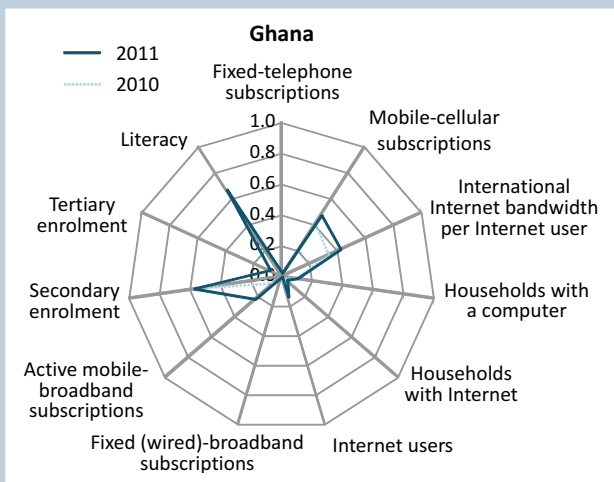 Ghana
2011
2010
Fixed-telephone
subscriptions
Mobile-cellular
subscriptions
International
Internet bandwidth
per Internet user
Households with
a computer
Households
with Internet
Internet users
Fixed (wired)-broadband
subscriptions
Active mobile-
broadband
subscriptions
Secondary
enrolment
Tertiary
enrolment
Literacy
1.0
0.8
0.6
0.4
0.2